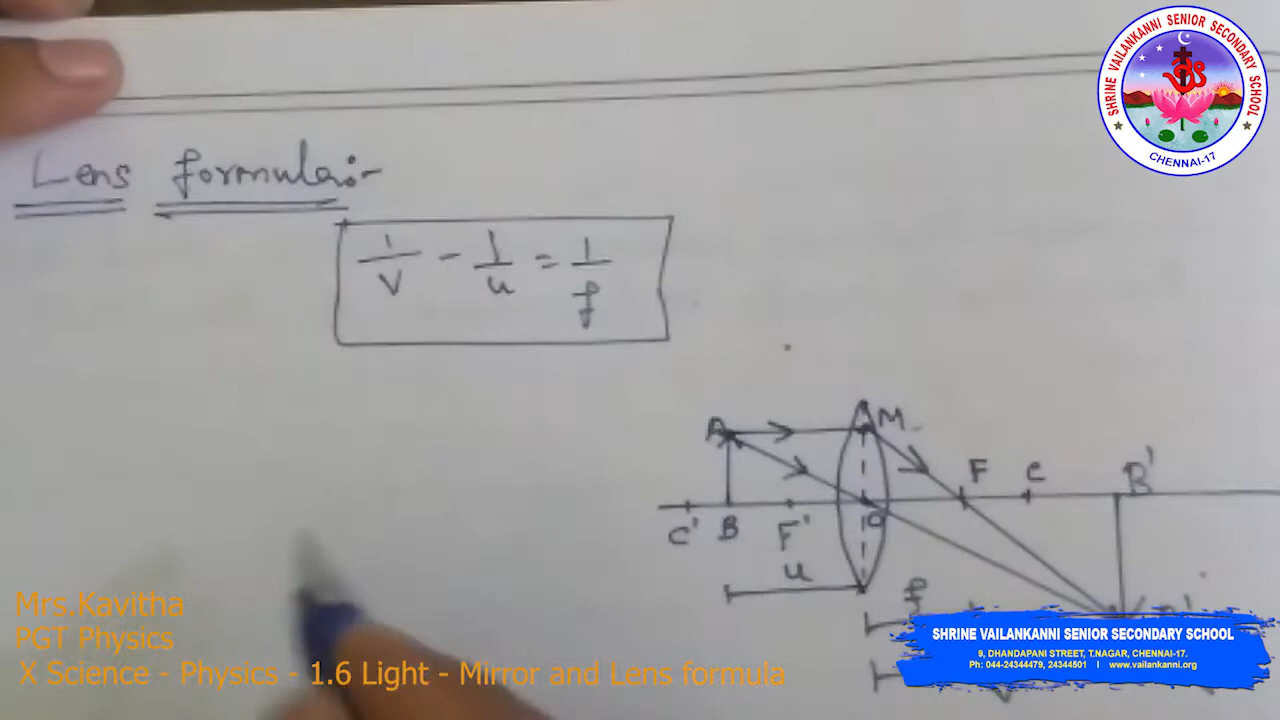 SHRINE VAILANKANNI SENIOR SECONDARY SCHOOL
CHENNAI-17
Lens formula:-
1/v - 1/u = 1/f
A M
F C B'
C' B F' O
u
f
Mrs.Kavitha
PGT Physics
X Science - Physics - 1.6 Light - Mirror and Lens formula
SHRINE VAILANKANNI SENIOR SECONDARY SCHOOL
9, DHANDAPANI STREET, T.NAGAR, CHENNAI-17.
Ph: 044-24344479, 24344501 | www.vailankanni.org